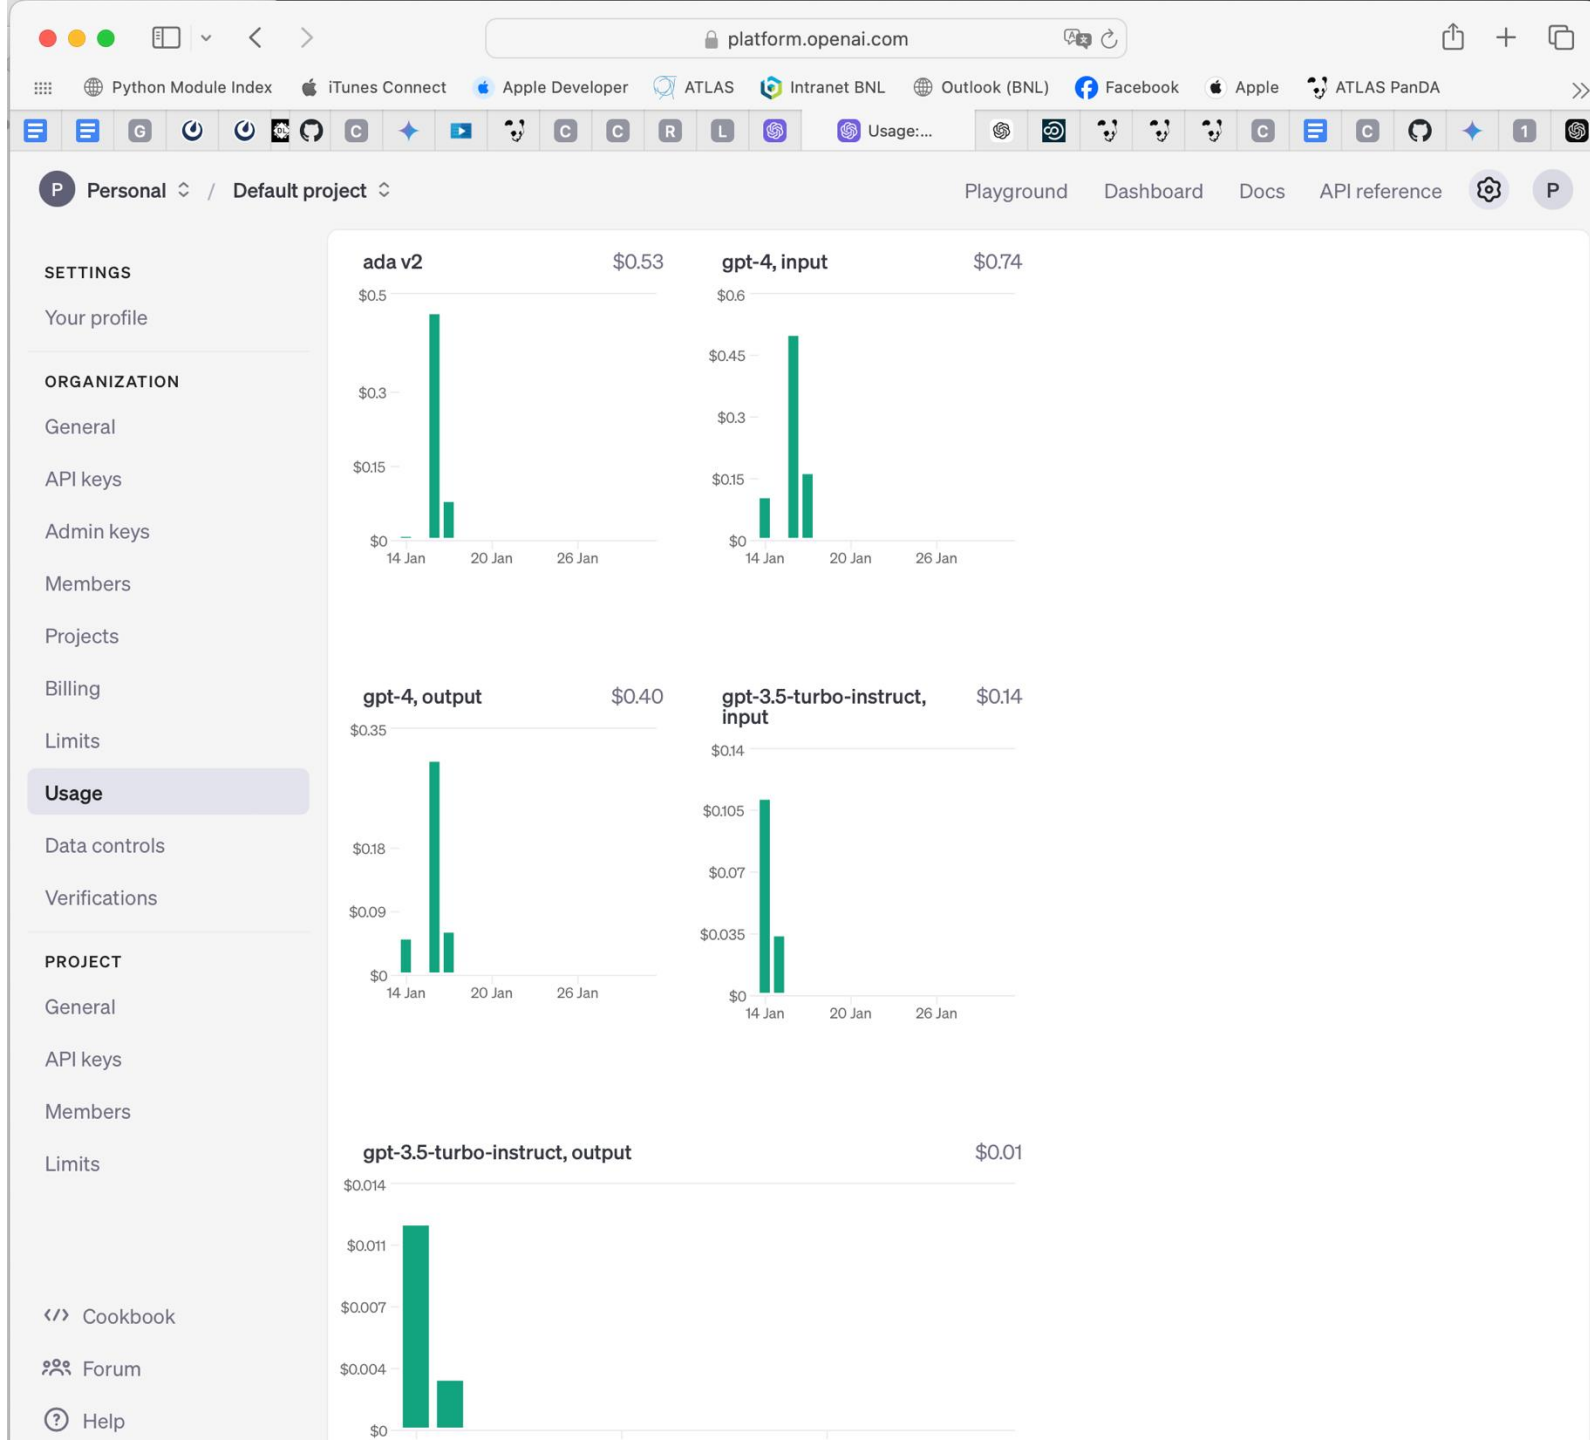 platform.openai.com
Python Module Index iTunes Connect Apple Developer ATLAS Intranet BNL Outlook (BNL) Facebook Apple ATLAS PanDA
G C C C R L Usage:... C C 1
P Personal / Default project Playground Dashboard Docs API reference P
SETTINGS
Your profile
ORGANIZATION
General
API keys
Admin keys
Members
Projects
Billing
Limits
Usage
Data controls
Verifications
PROJECT
General
API keys
Members
Limits
Cookbook
Forum
Help
ada v2 $0.53
$0.5
$0.3
$0.15
$0
14 Jan 20 Jan 26 Jan
gpt-4, input $0.74
$0.6
$0.45
$0.3
$0.15
$0
14 Jan 20 Jan 26 Jan
gpt-4, output $0.40
$0.35
$0.18
$0.09
$0
14 Jan 20 Jan 26 Jan
gpt-3.5-turbo-instruct, $0.14
input
$0.14
$0.105
$0.07
$0.035
$0
14 Jan 20 Jan 26 Jan
gpt-3.5-turbo-instruct, output $0.01
$0.014
$0.011
$0.007
$0.004
$0